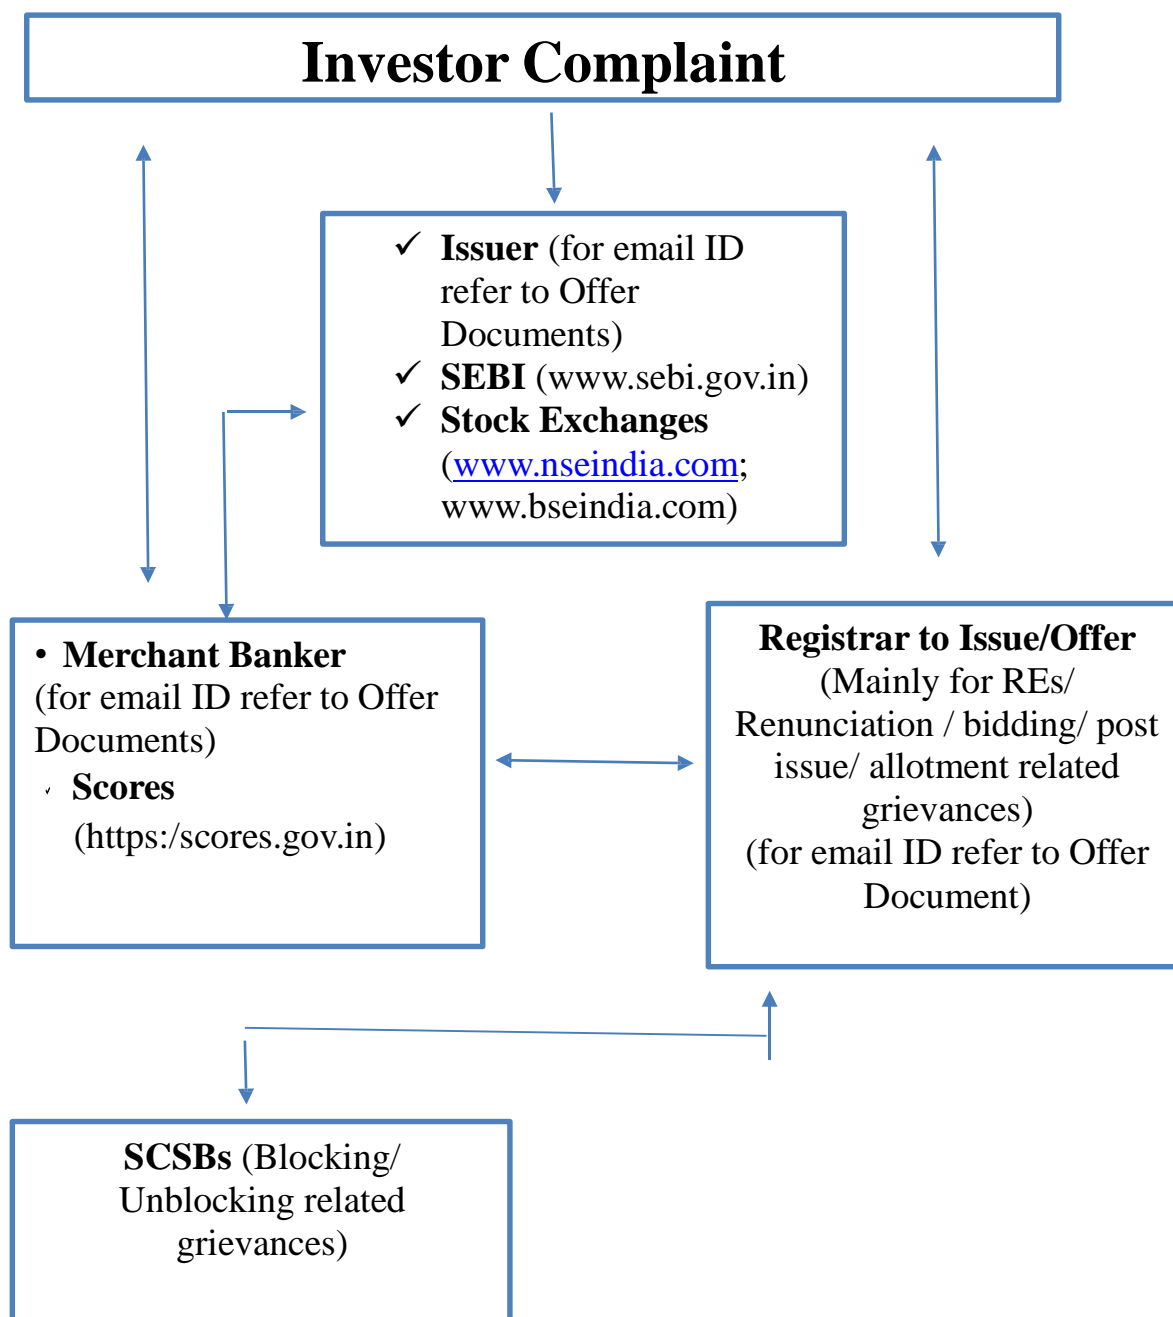 Investor Complaint
✓ Issuer (for email ID
refer to Offer
Documents)
✓ SEBI (www.sebi.gov.in)
✓ Stock Exchanges
(www.nseindia.com;
www.bseindia.com)
• Merchant Banker
(for email ID refer to Offer
Documents)
✓ Scores
(https:/scores.gov.in)
Registrar to Issue/Offer
(Mainly for REs/
Renunciation / bidding/ post
issue/ allotment related
grievances)
(for email ID refer to Offer
Document)
SCSBs (Blocking/
Unblocking related
grievances)